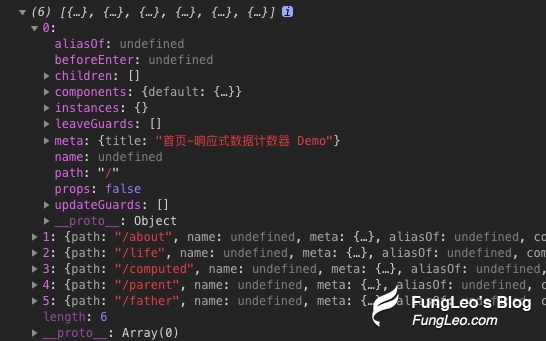 (6) [{…}, {…}, {…}, {…}, {…}, {…}] i
0:
aliasOf: undefined
beforeEnter: undefined
children: []
components: {default: {…}}
instances: {}
leaveGuards: []
meta: {title: "首页-响应式数据计数器 Demo"}
name: undefined
path: "/"
props: false
updateGuards: []
__proto__: Object
1: {path: "/about", name: undefined, meta: {…}, aliasOf: undefined, co
2: {path: "/life", name: undefined, meta: {…}, aliasOf: undefined, com
3: {path: "/computed", name: undefined, meta: {…}, aliasOf: undefined,
4: {path: "/parent", name: undefined, meta: {…}, aliasOf: undefined, c
5: {path: "/father", name: undefined, meta: {…}, aliasOf: undefined, c
length: 6
__proto__: Array(0)
FungLeo's Blog
FungLeo.com